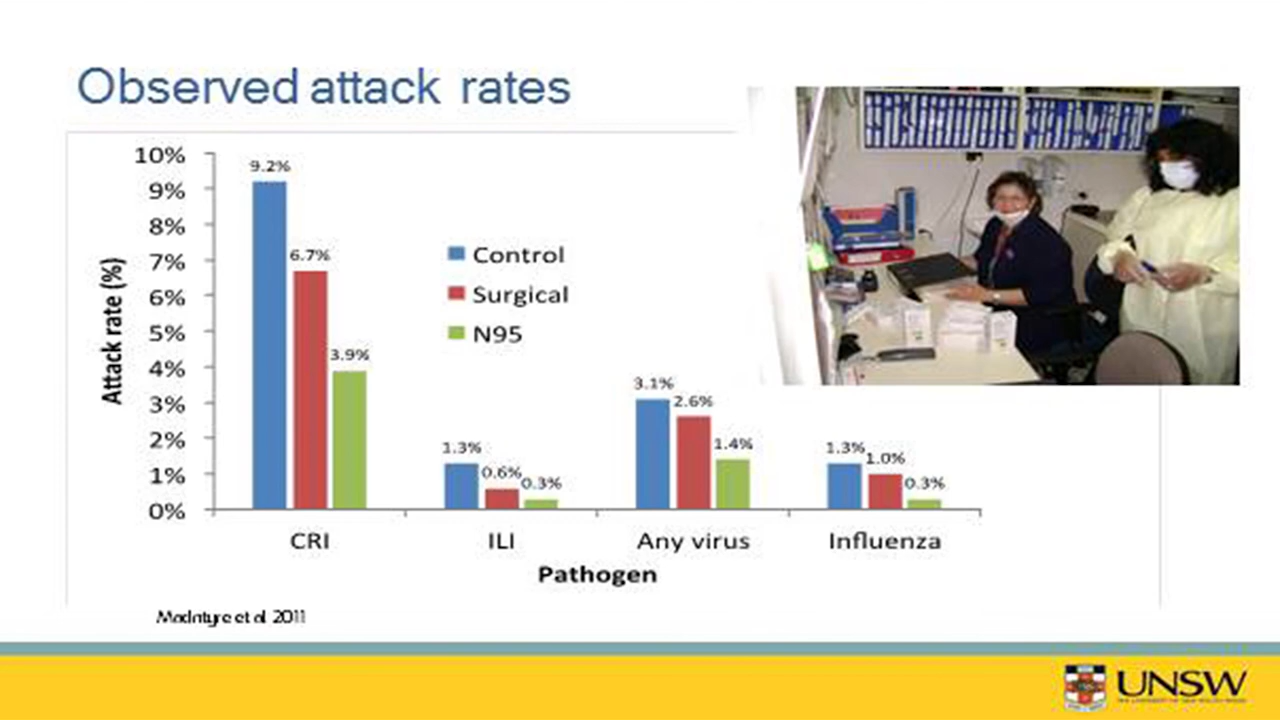 Observed attack rates
10%
9%
8%
7%
6%
5%
4%
3%
2%
1%
0%
Attack rate (%)
9.2%
6.7%
3.9%
1.3%
0.6%
0.3%
3.1%
2.6%
1.4%
1.3%
1.0%
0.3%
Control
Surgical
N95
CRI
ILI
Any virus
Influenza
Pathogen
MacIntyre et al 2011
UNSW